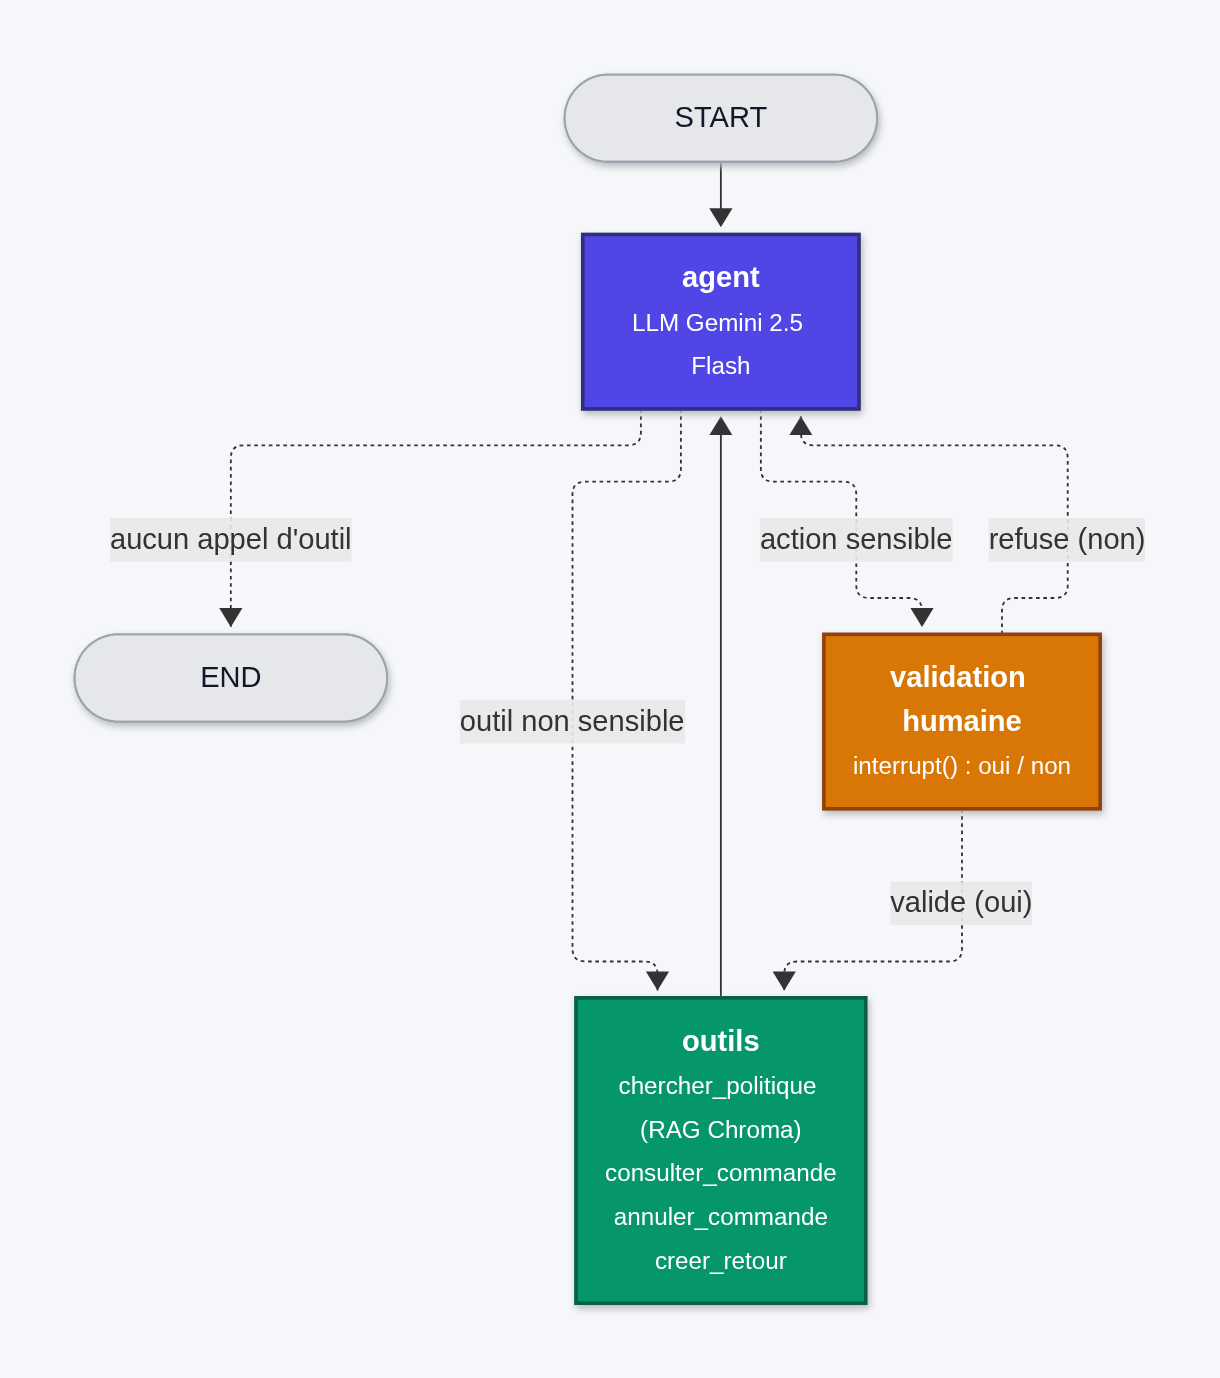 START
agent
LLM Gemini 2.5
Flash
aucun appel d'outil
action sensible
refuse (non)
END
outil non sensible
validation
humaine
interrupt() : oui / non
valide (oui)
outils
chercher_politique
(RAG Chroma)
consulter_commande
annuler_commande
creer_retour